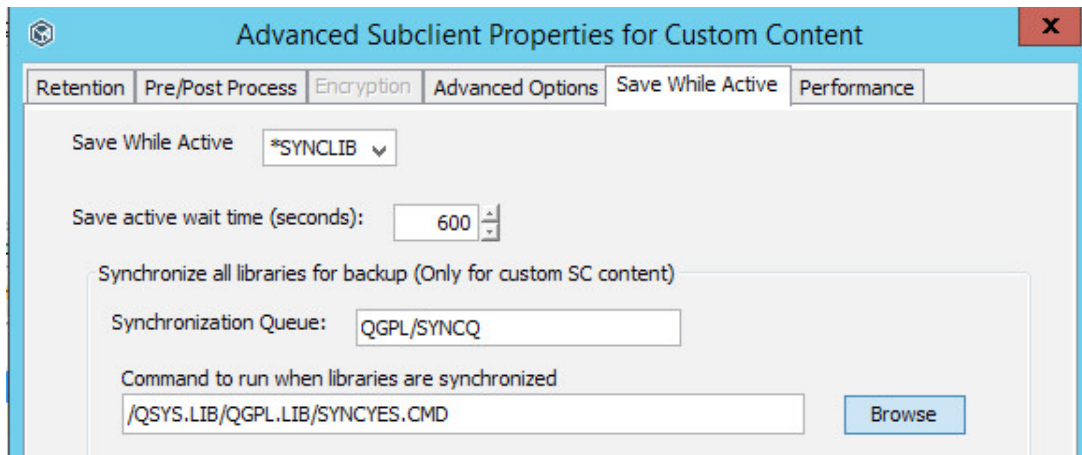 Advanced Subclient Properties for Custom Content
x
Retention Pre/Post Process Encryption Advanced Options Save While Active Performance
Save While Active *SYNCLIB
Save active wait time (seconds): 600
Synchronize all libraries for backup (Only for custom SC content)
Synchronization Queue: QGPL/SYNCQ
Command to run when libraries are synchronized
/QSYS.LIB/QGPL.LIB/SYNCYES.CMD Browse